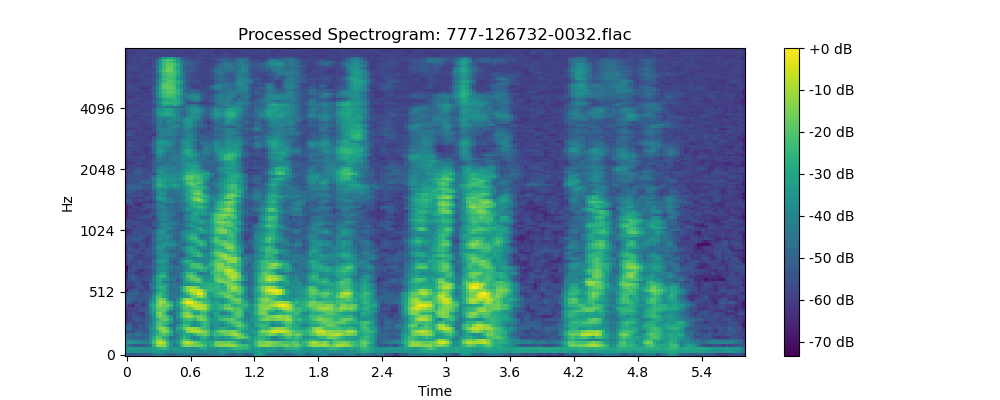 Processed Spectrogram: 777-126732-0032.flac
Hz
4096
2048
1024
512
0
0 0.6 1.2 1.8 2.4 3 3.6 4.2 4.8 5.4
Time
+0 dB
-10 dB
-20 dB
-30 dB
-40 dB
-50 dB
-60 dB
-70 dB